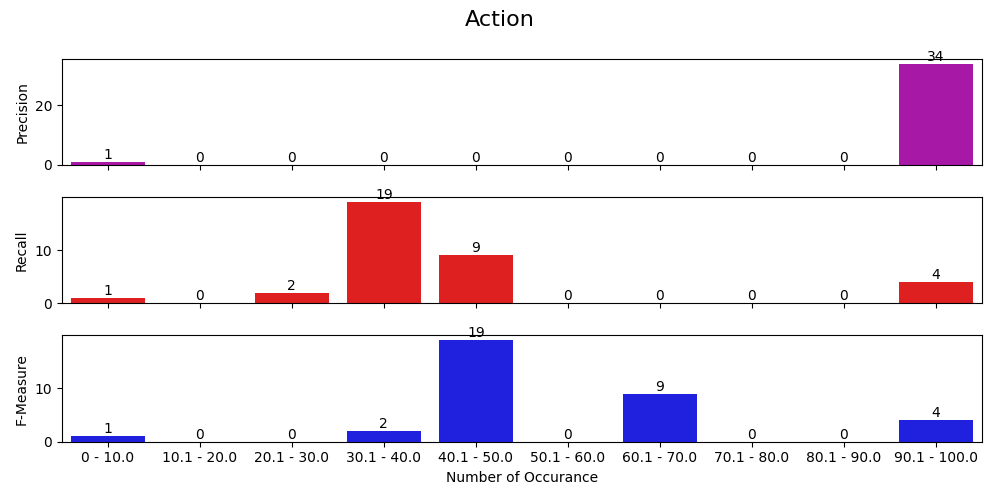 Action
Precision
20
0
1 0 0 0 0 0 0 0 0 34
Recall
10
0
1 0 2 19 9 0 0 0 0 4
F-Measure
10
0
1 0 0 2 19 0 9 0 0 4
0 - 10.0 10.1 - 20.0 20.1 - 30.0 30.1 - 40.0 40.1 - 50.0 50.1 - 60.0 60.1 - 70.0 70.1 - 80.0 80.1 - 90.0 90.1 - 100.0
Number of Occurance